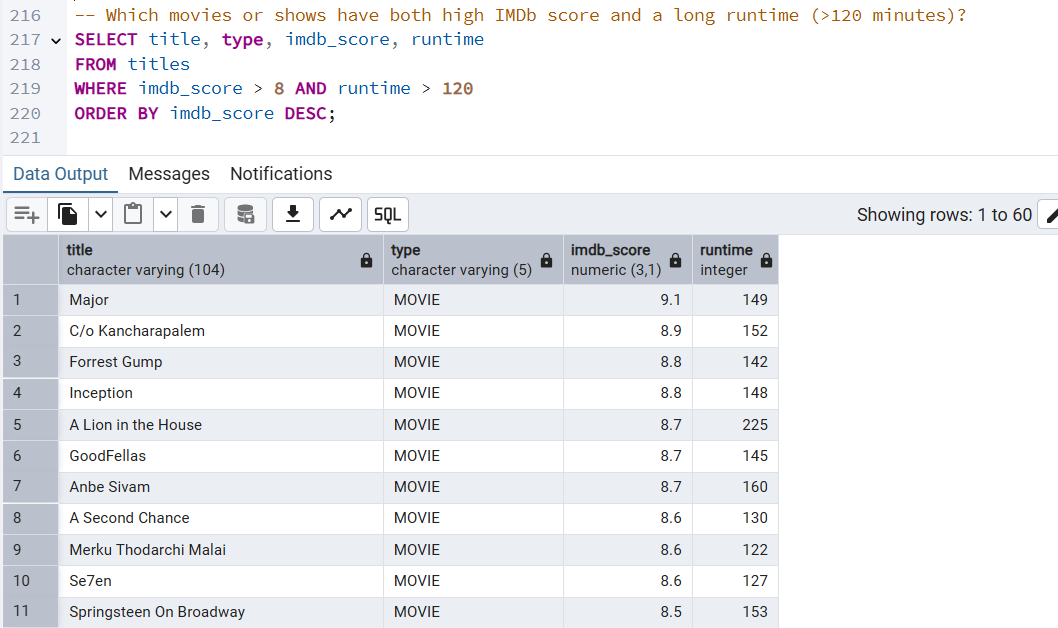 216 -- Which movies or shows have both high IMDb score and a long runtime (>120 minutes)?
217 SELECT title, type, imdb_score, runtime
218 FROM titles
219 WHERE imdb_score > 8 AND runtime > 120
220 ORDER BY imdb_score DESC;
221
Data Output Messages Notifications
SQL Showing rows: 1 to 60
title type imdb_score runtime
character varying (104) character varying (5) numeric (3,1) integer
1 Major MOVIE 9.1 149
2 C/o Kancharapalem MOVIE 8.9 152
3 Forrest Gump MOVIE 8.8 142
4 Inception MOVIE 8.8 148
5 A Lion in the House MOVIE 8.7 225
6 GoodFellas MOVIE 8.7 145
7 Anbe Sivam MOVIE 8.7 160
8 A Second Chance MOVIE 8.6 130
9 Merku Thodarchi Malai MOVIE 8.6 122
10 Se7en MOVIE 8.6 127
11 Springsteen On Broadway MOVIE 8.5 153